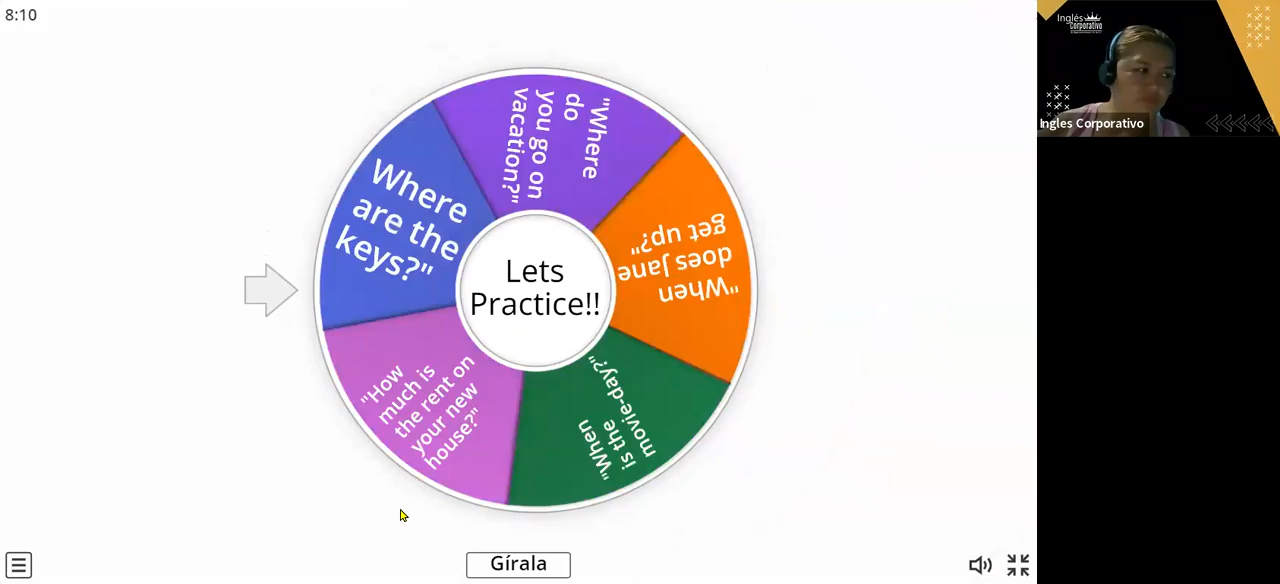 8:10
"Where
do
you go on
vacation?"
Where
are the
keys?"
"When
does Jane
get up?"
Lets
Practice!!
"How
much is
the rent on
your new
house?"
"When
is the
movie-day?"
Gírala
Inglés
Corporativo
Ingles Corporativo